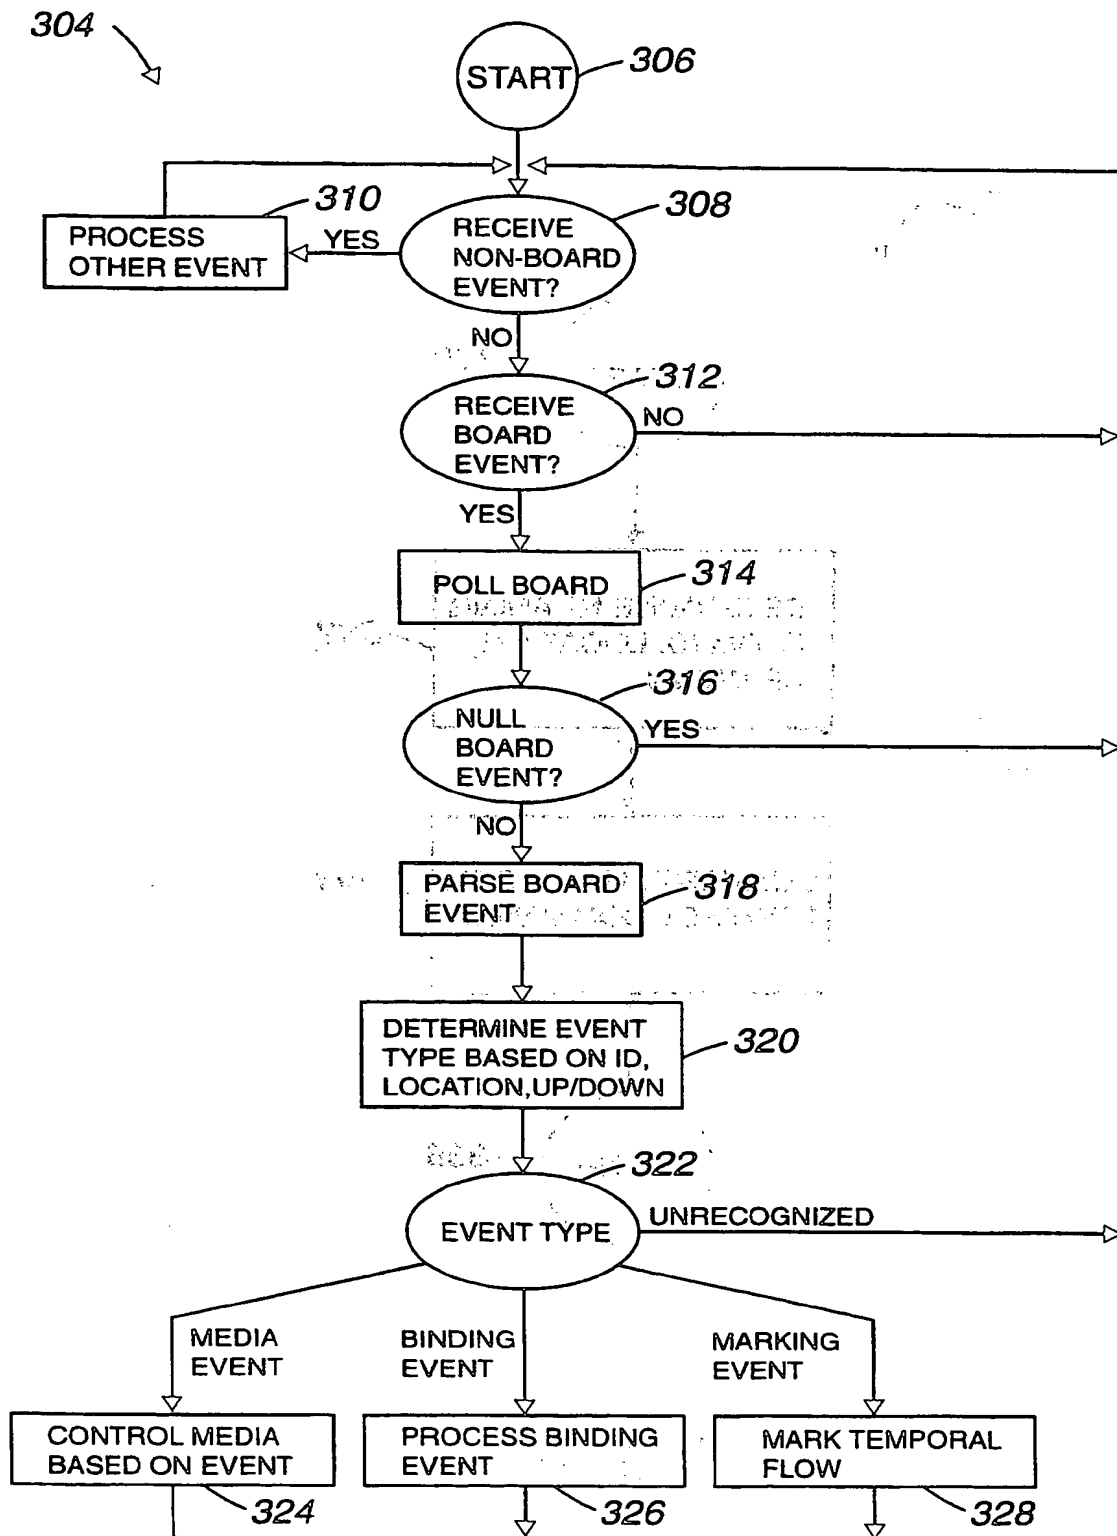 304
START
306
310
308
PROCESS
OTHER EVENT
YES
RECEIVE
NON-BOARD
EVENT?
NO
312
RECEIVE
BOARD
EVENT?
NO
YES
POLL BOARD
314
316
NULL
BOARD
EVENT?
YES
NO
PARSE BOARD
EVENT
318
DETERMINE EVENT
TYPE BASED ON ID,
LOCATION,UP/DOWN
320
322
EVENT TYPE
UNRECOGNIZED
MEDIA
EVENT
BINDING
EVENT
MARKING
EVENT
CONTROL MEDIA
BASED ON EVENT
PROCESS BINDING
EVENT
MARK TEMPORAL
FLOW
324
326
328